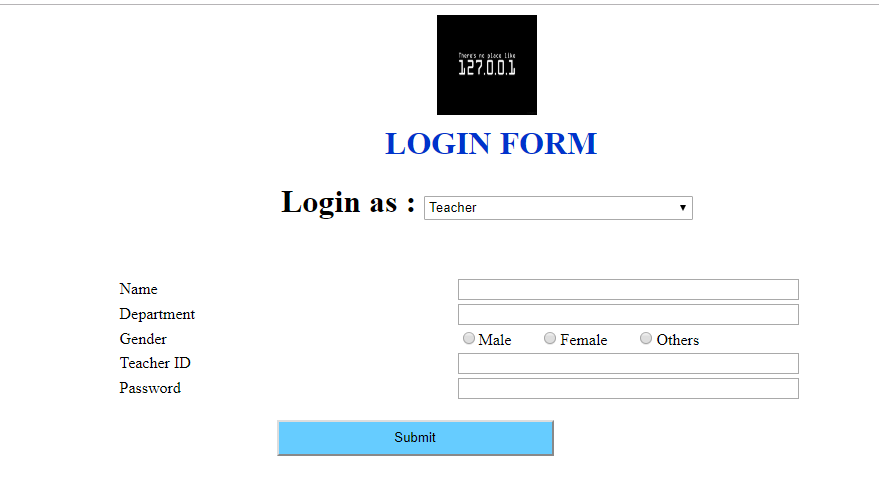 There's no place like
127.0.0.1
LOGIN FORM
Login as : Teacher
Name
Department
Gender Male Female Others
Teacher ID
Password
Submit